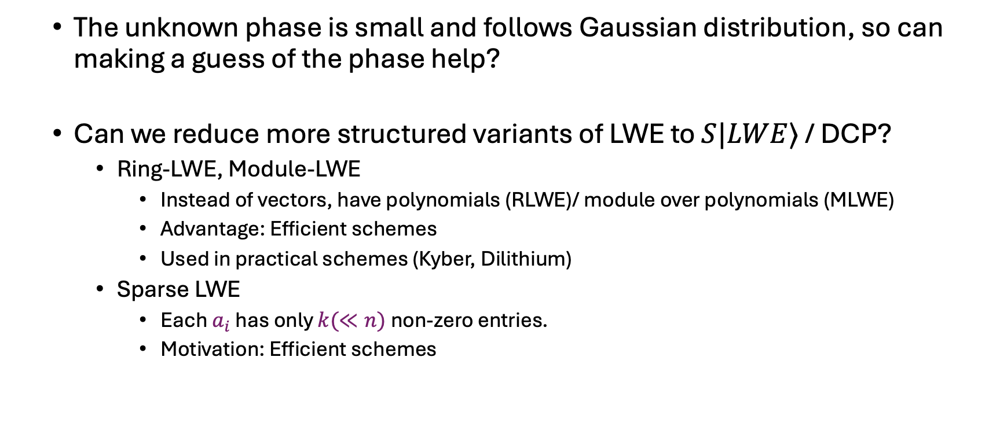 • The unknown phase is small and follows Gaussian distribution, so can
making a guess of the phase help?
• Can we reduce more structured variants of LWE to S|LWE⟩ / DCP?
• Ring-LWE, Module-LWE
• Instead of vectors, have polynomials (RLWE)/ module over polynomials (MLWE)
• Advantage: Efficient schemes
• Used in practical schemes (Kyber, Dilithium)
• Sparse LWE
• Each aᵢ has only k(≪ n) non-zero entries.
• Motivation: Efficient schemes